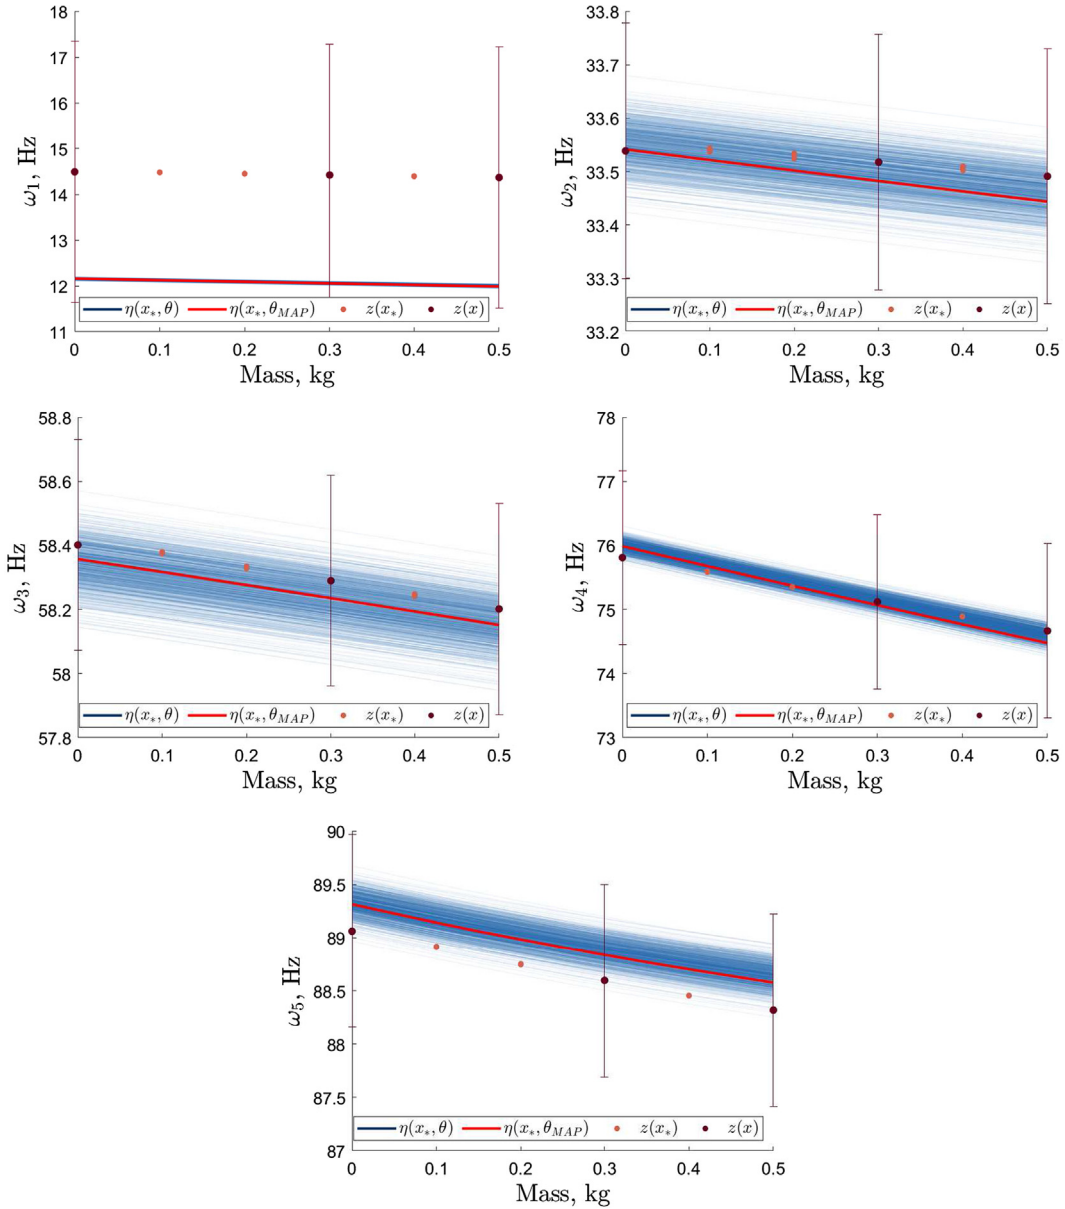 18
17
16
15
14
13
12
11
ω₁, Hz
η(x∗, θ) η(x∗, θ_MAP) z(x∗) z(x)
0 0.1 0.2 0.3 0.4 0.5
Mass, kg
33.8
33.7
33.6
33.5
33.4
33.3
33.2
ω₂, Hz
η(x∗, θ) η(x∗, θ_MAP) z(x∗) z(x)
0 0.1 0.2 0.3 0.4 0.5
Mass, kg
58.8
58.6
58.4
58.2
58
57.8
ω₃, Hz
η(x∗, θ) η(x∗, θ_MAP) z(x∗) z(x)
0 0.1 0.2 0.3 0.4 0.5
Mass, kg
78
77
76
75
74
73
ω₄, Hz
η(x∗, θ) η(x∗, θ_MAP) z(x∗) z(x)
0 0.1 0.2 0.3 0.4 0.5
Mass, kg
90
89.5
89
88.5
88
87.5
87
ω₅, Hz
η(x∗, θ) η(x∗, θ_MAP) z(x∗) z(x)
0 0.1 0.2 0.3 0.4 0.5
Mass, kg